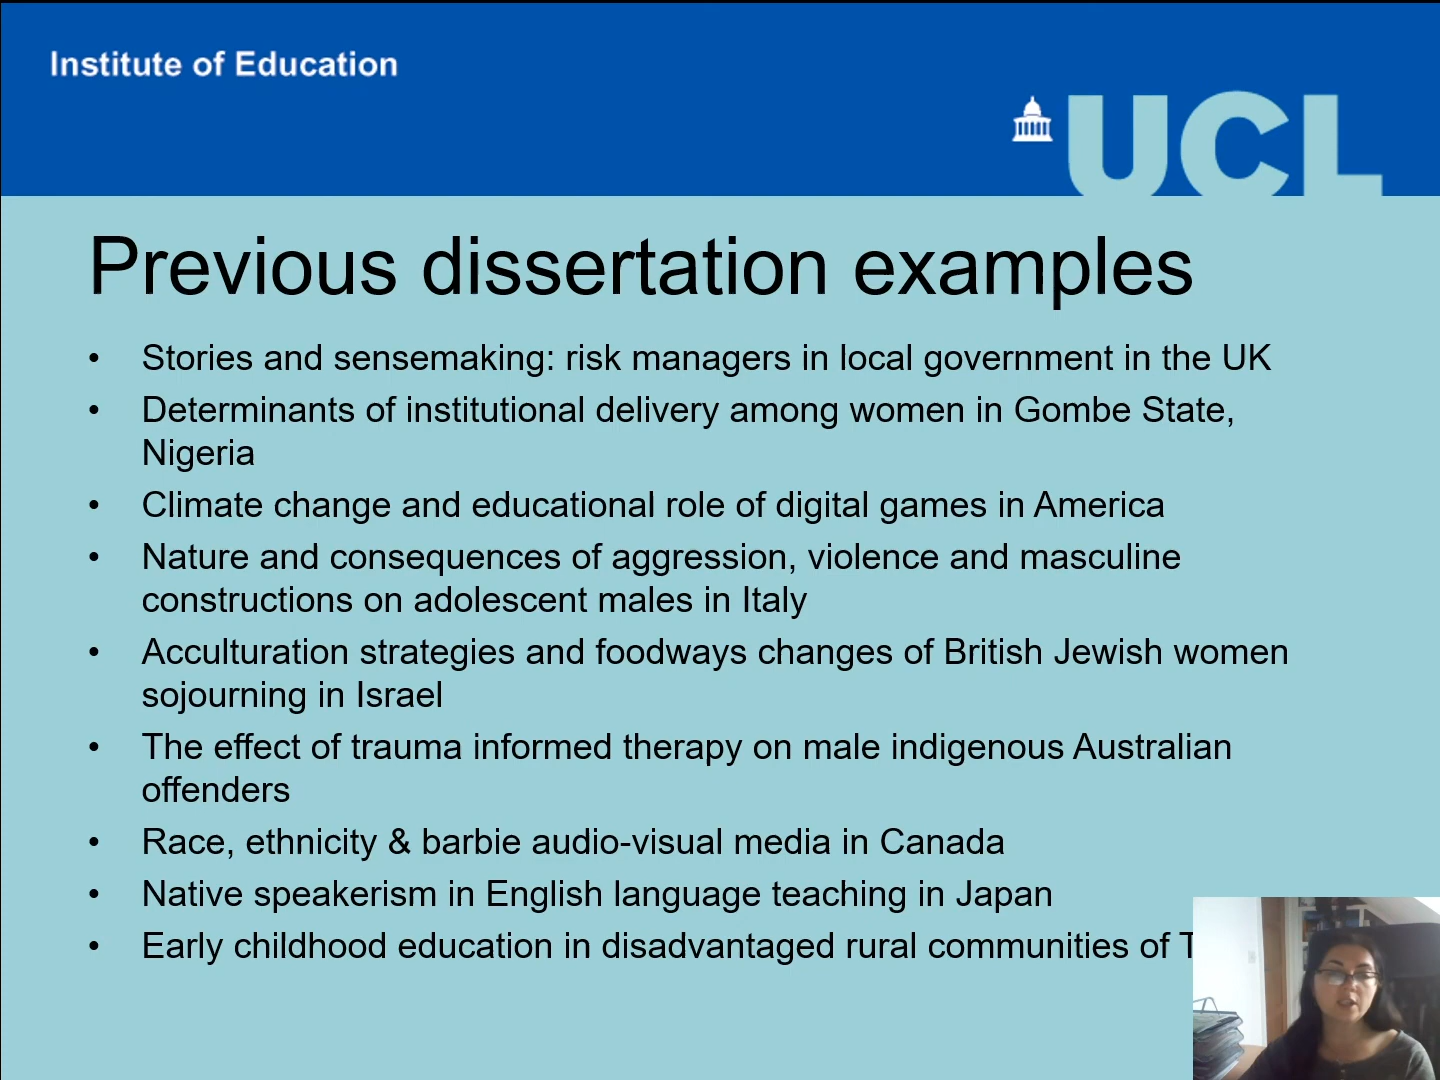 Institute of Education
UCL
Previous dissertation examples
• Stories and sensemaking: risk managers in local government in the UK
• Determinants of institutional delivery among women in Gombe State,
Nigeria
• Climate change and educational role of digital games in America
• Nature and consequences of aggression, violence and masculine
constructions on adolescent males in Italy
• Acculturation strategies and foodways changes of British Jewish women
sojourning in Israel
• The effect of trauma informed therapy on male indigenous Australian
offenders
• Race, ethnicity & barbie audio-visual media in Canada
• Native speakerism in English language teaching in Japan
• Early childhood education in disadvantaged rural communities of